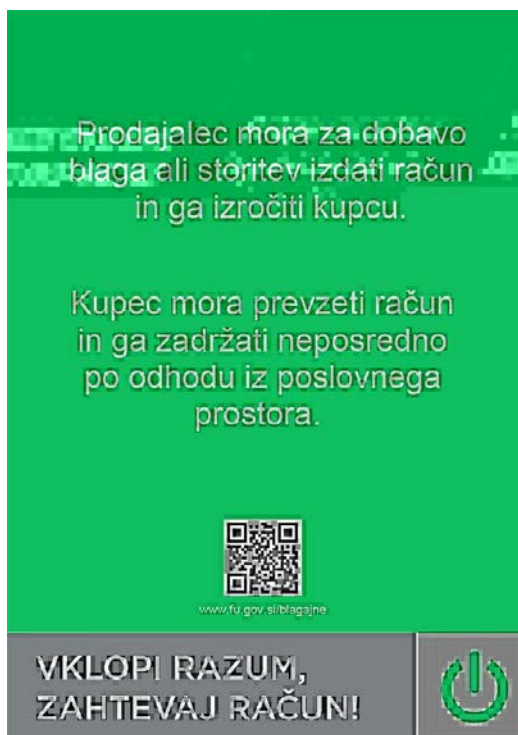 Prodajalec mora za dobavo
blaga ali storitev izdati račun
in ga izročiti kupcu.
Kupec mora prevzeti račun
in ga zadržati neposredno
po odhodu iz poslovnega
prostora.
www.fu.gov.si/blagajne
VKLOPI RAZUM,
ZAHTEVAJ RAČUN!